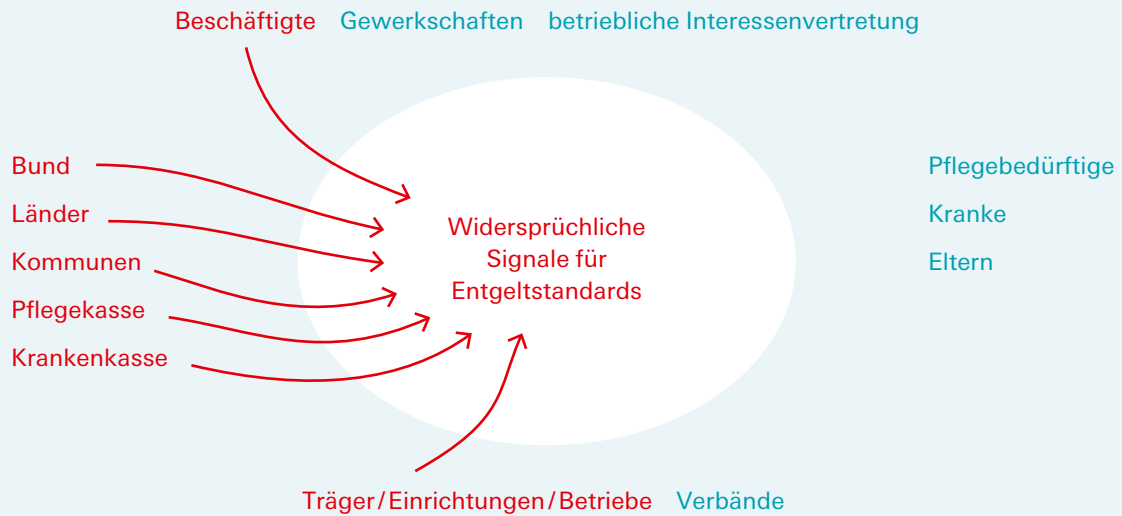 Beschäftigte Gewerkschaften betriebliche Interessenvertretung
Bund
Länder
Kommunen
Pflegekasse
Krankenkasse
Widersprüchliche
Signale für
Entgeltstandards
Pflegebedürftige
Kranke
Eltern
Träger/Einrichtungen/Betriebe Verbände